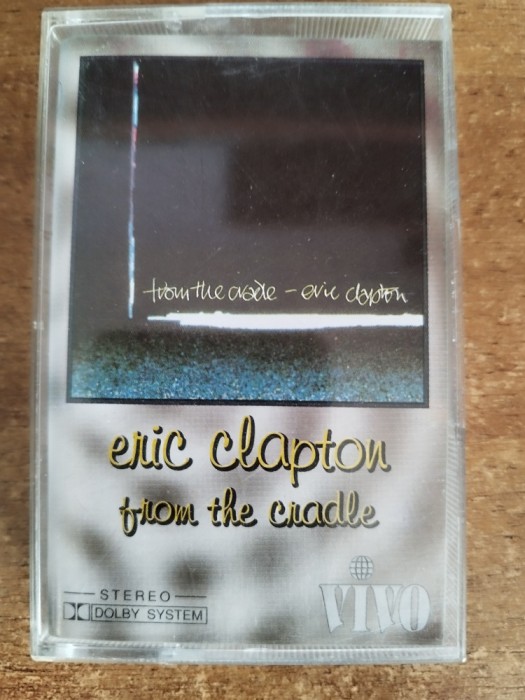 from the cradle - eric clapton
eric clapton
from the cradle
STEREO
DOLBY SYSTEM
VIVO